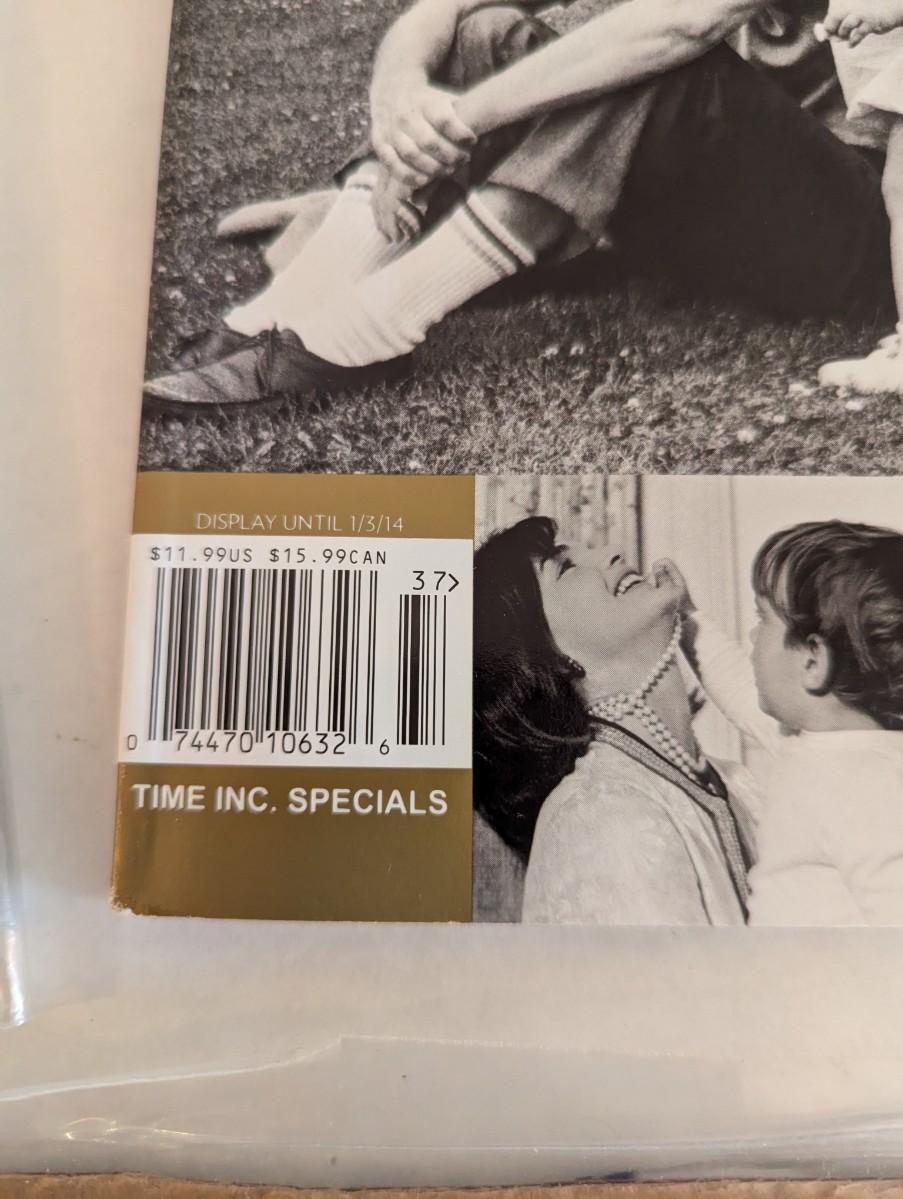 DISPLAY UNTIL 1/3/14
$11.99US $15.99CAN
37>
0 74470 10632 6
TIME INC. SPECIALS